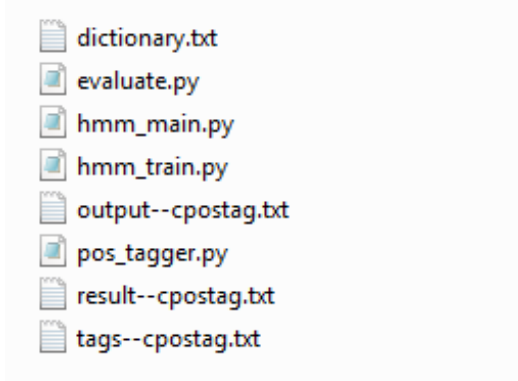 dictionary.txt
evaluate.py
hmm_main.py
hmm_train.py
output--cpostag.txt
pos_tagger.py
result--cpostag.txt
tags--cpostag.txt